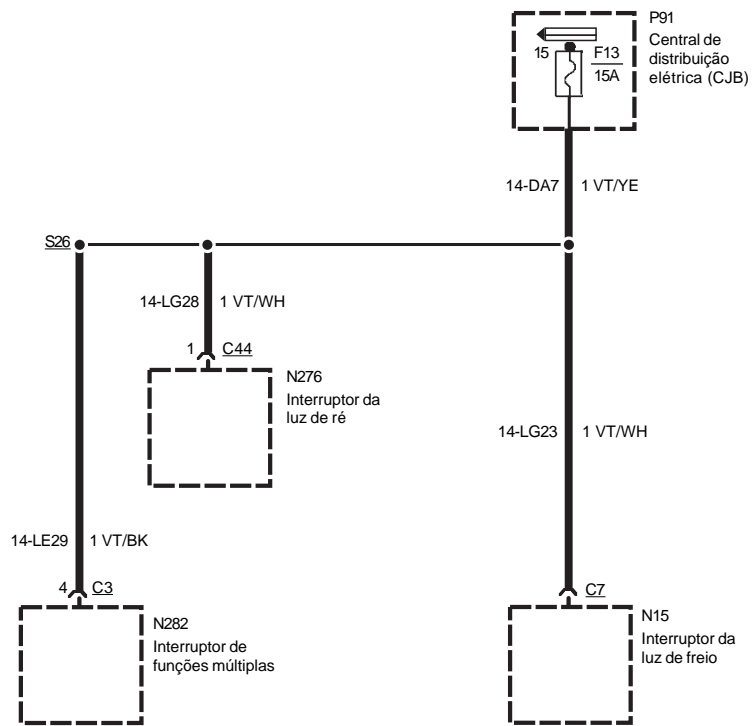 P91
Central de
distribuição
elétrica (CJB)
15
F13
15A
14-DA7
1 VT/YE
S26
14-LG28
1 VT/WH
1
C44
N276
Interruptor da
luz de ré
14-LG23
1 VT/WH
14-LE29
1 VT/BK
4
C3
N282
Interruptor de
funções múltiplas
C7
N15
Interruptor da
luz de freio